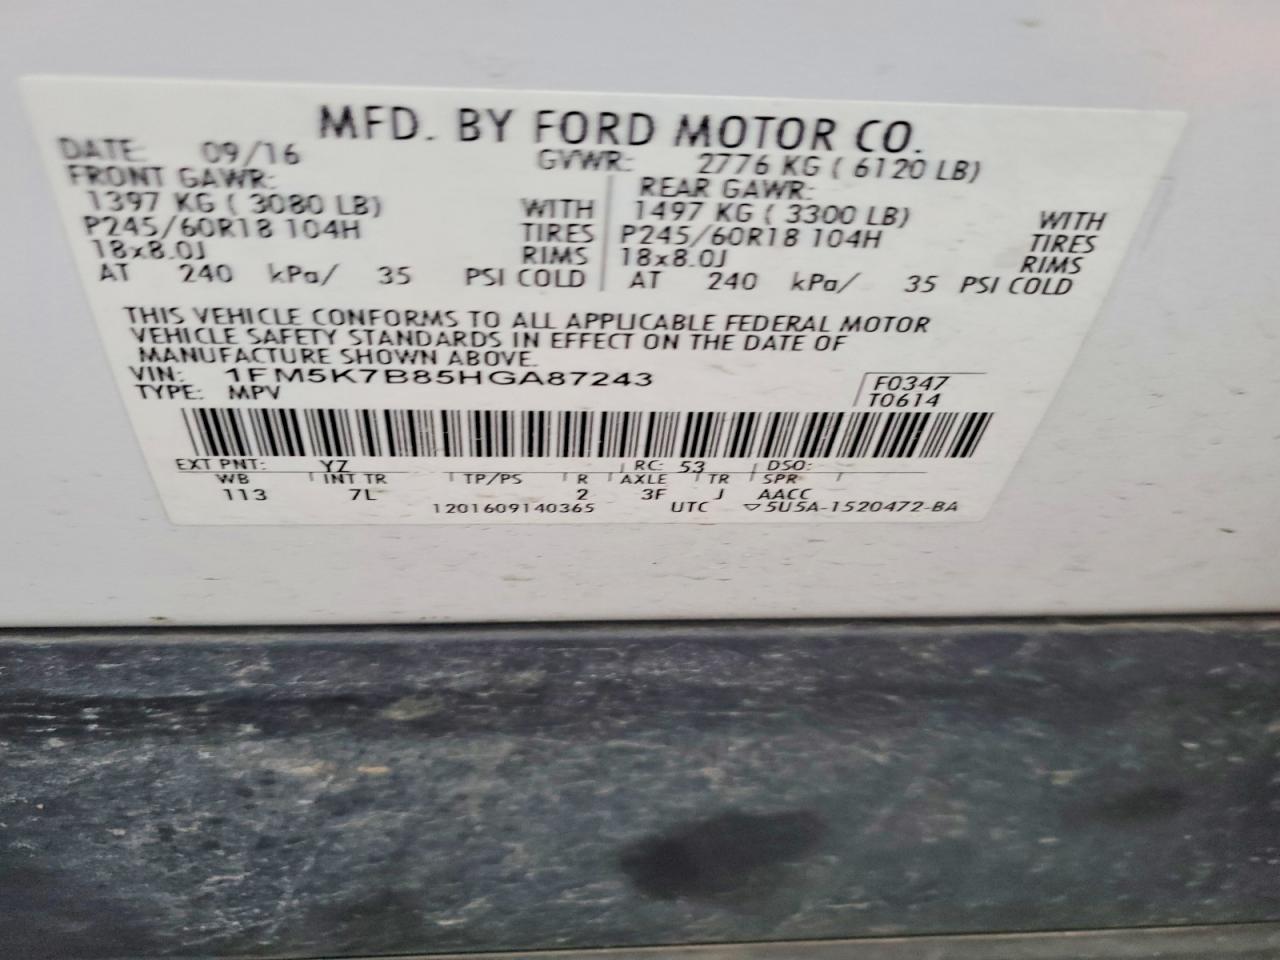 MFD. BY FORD MOTOR CO.
DATE: 09/16 GVWR: 2776 KG ( 6120 LB)
FRONT GAWR: REAR GAWR:
1397 KG ( 3080 LB) WITH 1497 KG ( 3300 LB) WITH
P245/60R18 104H TIRES P245/60R18 104H TIRES
18x8.0J RIMS 18x8.0J RIMS
AT 240 kPa/ 35 PSI COLD AT 240 kPa/ 35 PSI COLD
THIS VEHICLE CONFORMS TO ALL APPLICABLE FEDERAL MOTOR
VEHICLE SAFETY STANDARDS IN EFFECT ON THE DATE OF
MANUFACTURE SHOWN ABOVE.
VIN: 1FM5K7B85HGA87243 F0347
TYPE: MPV T0614
EXT PNT: YZ RC: 53 DSO:
WB INT TR TP/PS R AXLE TR SPR
113 7L 2 3F J AACC
1201609140365 UTC ▽5U5A-1520472-BA